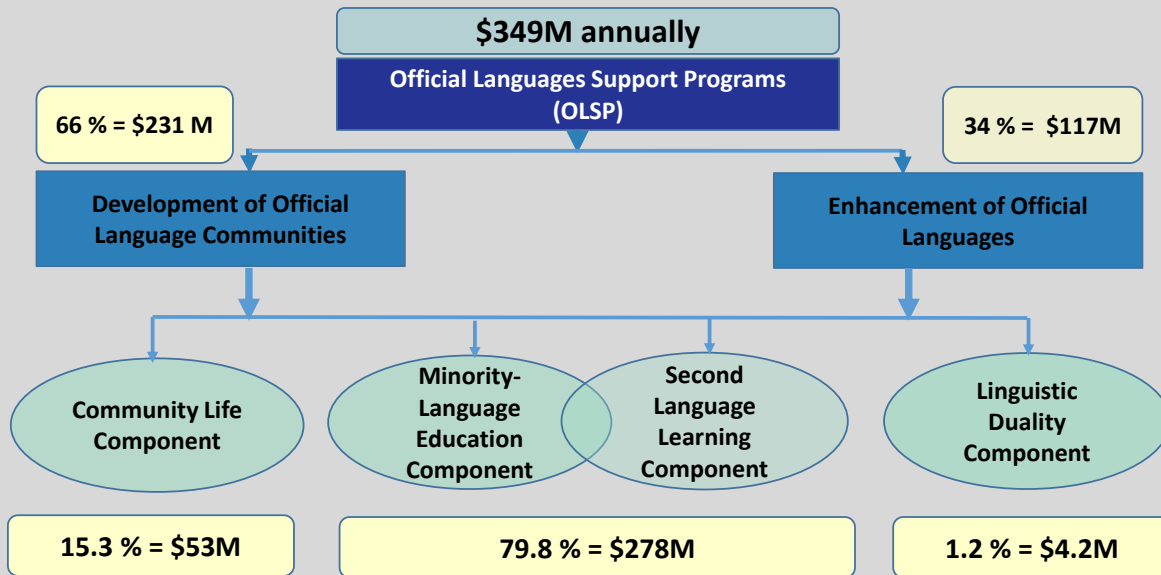 $349M annually
Official Languages Support Programs
(OLSP)
66 % = $231 M
34 % =  $117M
Development of Official
Language Communities
Enhancement of Official
Languages
Community Life
Component
Minority-
Language
Education
Component
Second
Language
Learning
Component
Linguistic
Duality
Component
15.3 % = $53M
79.8 % = $278M
1.2 % = $4.2M